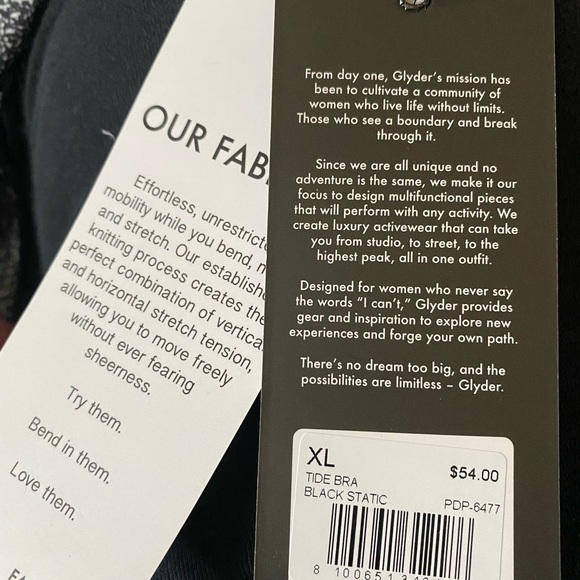 OUR FAB
Effortless,
mobility while you bend,
and stretch. Our
knitting process creates
perfect combination of
and horizontal stretch tension,
allowing you to move freely
without ever fearing
sheerness.
Try them.
Bend in them.
Love them.
From day one, Glyder's mission has
been to cultivate a community of
women who live life without limits.
Those who see a boundary and break
through it.
Since we are all unique and no
adventure is the same, we make it our
focus to design multifunctional pieces
that will perform with any activity. We
create luxury activewear that can take
you from studio, to street, to the
highest peak, all in one outfit.
Designed for women who never say
the words "I can't," Glyder provides
gear and inspiration to explore new
experiences and forge your own path.
There's no dream too big, and the
possibilities are limitless – Glyder.
XL
$54.00
TIDE BRA
BLACK STATIC
PDP-6477